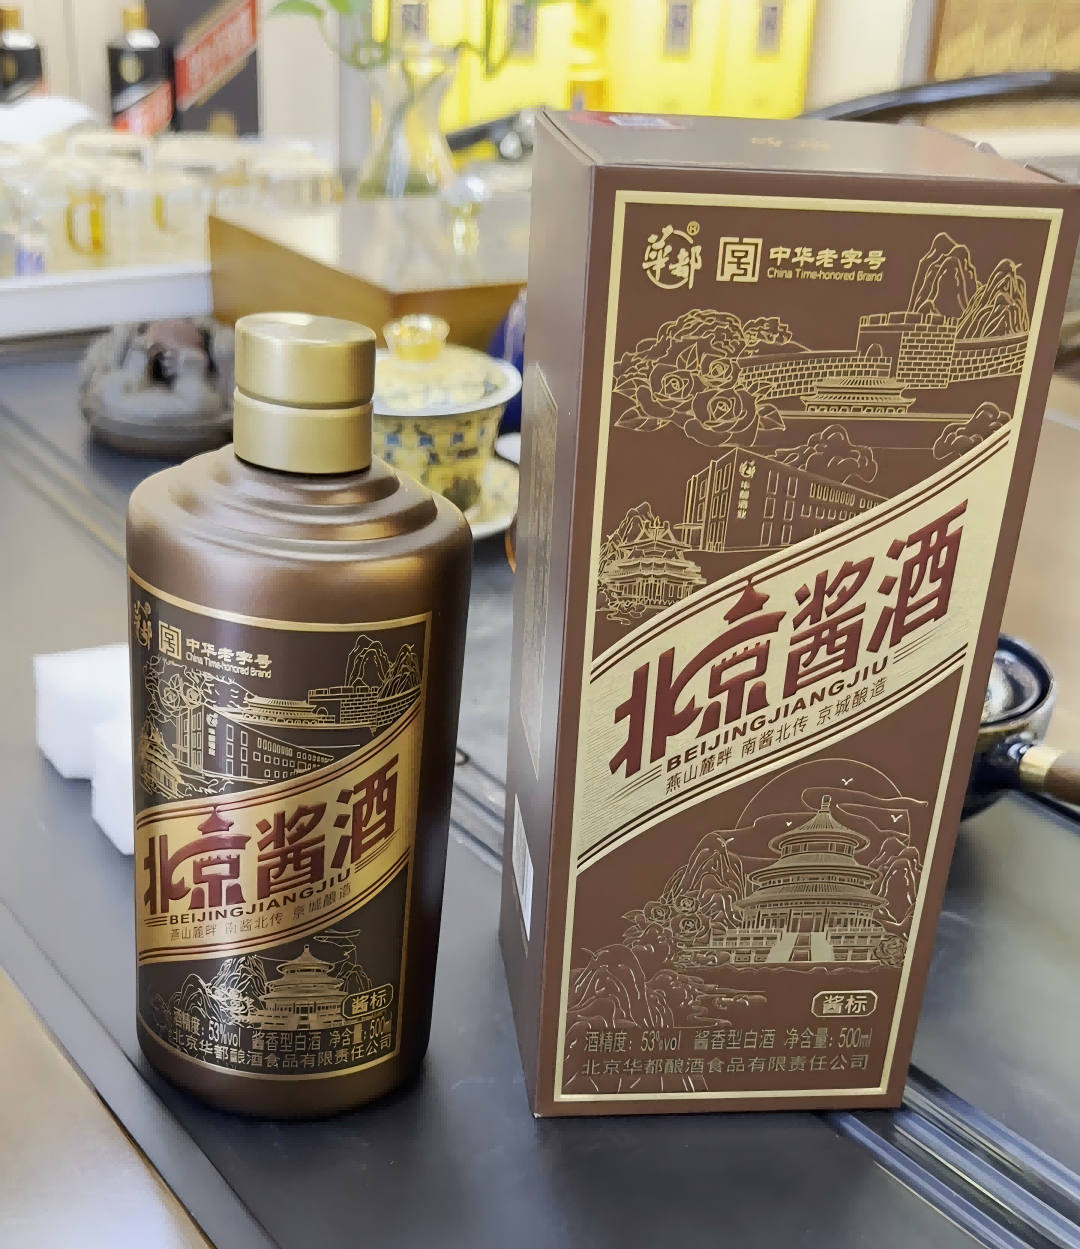 華都®
中华老字号
China Time-honored Brand
北京酱酒
BEIJINGJIANGJIU
燕山麓畔 南酱北传 京城酿造
酱标
酒精度：53%vol 酱香型白酒 净含量：500ml
北京华都酿酒食品有限责任公司
華都®
中华老字号
China Time-honored Brand
北京酱酒
BEIJINGJIANGJIU
燕山麓畔 南酱北传 京城酿造
酱标
酒精度：53%vol 酱香型白酒 净含量：500ml
北京华都酿酒食品有限责任公司